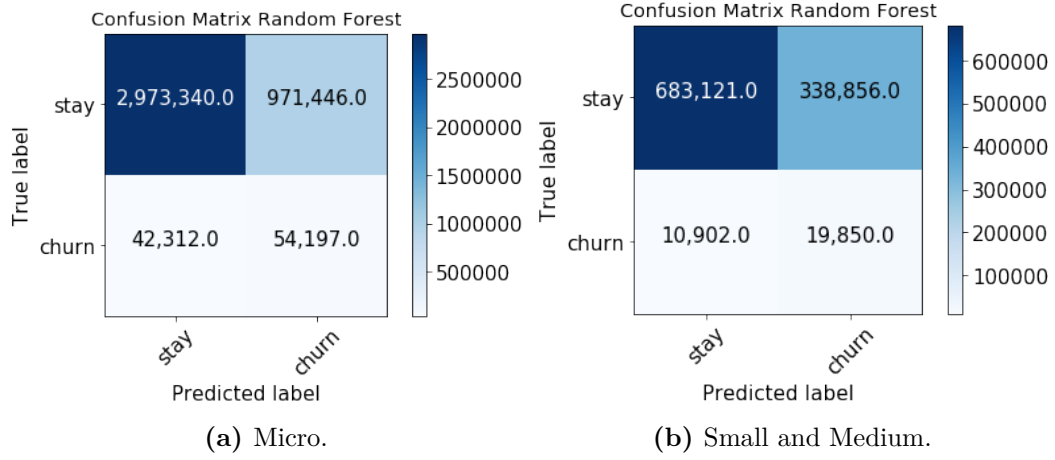 Confusion Matrix Random Forest
stay
churn
True label
2,973,340.0
971,446.0
42,312.0
54,197.0
stay
churn
Predicted label
2500000
2000000
1500000
1000000
500000
(a) Micro.
Confusion Matrix Random Forest
stay
churn
True label
683,121.0
338,856.0
10,902.0
19,850.0
stay
churn
Predicted label
600000
500000
400000
300000
200000
100000
(b) Small and Medium.